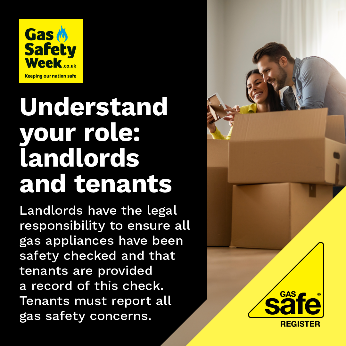 Gas
Safety
Week.co.uk
Keeping our nation safe
Understand
your role:
landlords
and tenants
Landlords have the legal
responsibility to ensure all
gas appliances have been
safety checked and that
tenants are provided
a record of this check.
Tenants must report all
gas safety concerns.
GAS
safe®
REGISTER